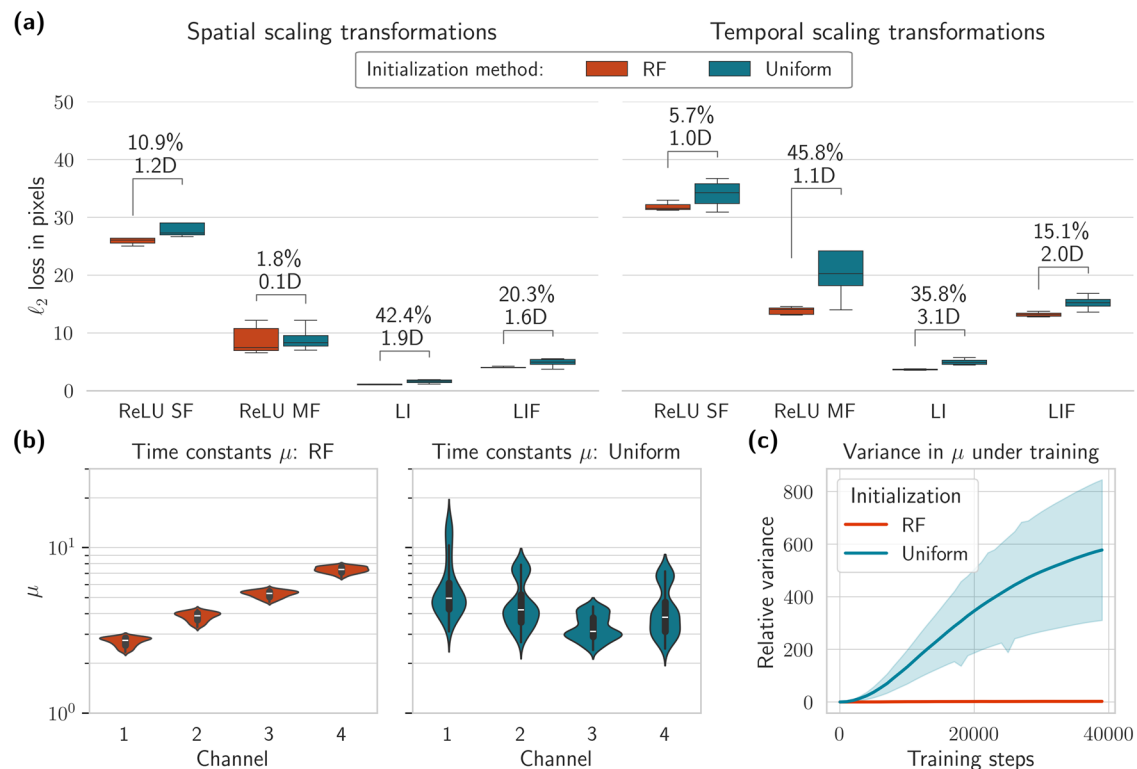 (a)
Spatial scaling transformations
Temporal scaling transformations
Initialization method: RF Uniform
ℓ₂ loss in pixels
50
40
30
20
10
0
10.9%
1.2D
1.8%
0.1D
42.4%
1.9D
20.3%
1.6D
5.7%
1.0D
45.8%
1.1D
35.8%
3.1D
15.1%
2.0D
ReLU SF ReLU MF LI LIF
ReLU SF ReLU MF LI LIF
(b)
Time constants μ: RF
μ
10¹
10⁰
1 2 3 4
Channel
Time constants μ: Uniform
1 2 3 4
Channel
(c)
Variance in μ under training
Initialization
RF
Uniform
Relative variance
800
600
400
200
0
0 20000 40000
Training steps